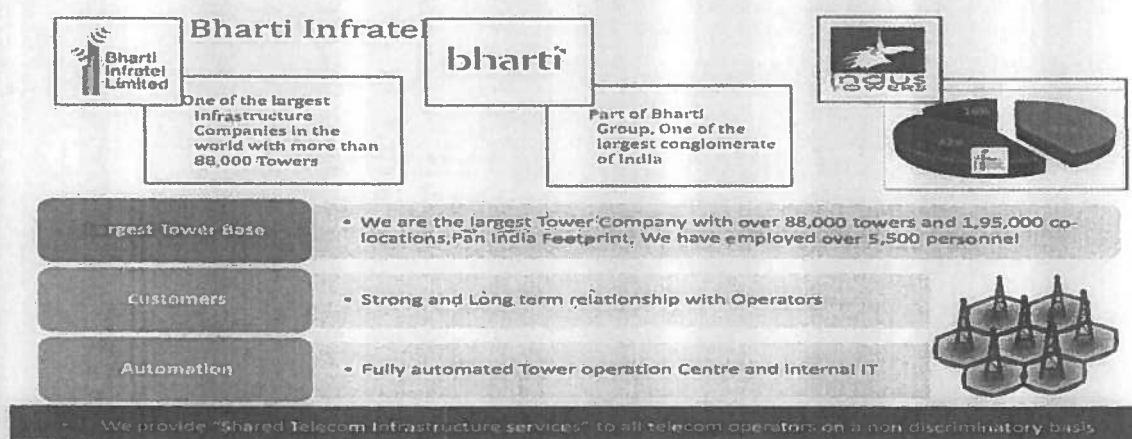 Bharti Infratel
Bharti
Infratel
Limited
One of the largest
Infrastructure
Companies in the
world with more than
88,000 Towers
bharti
Part of Bharti
Group, One of the
largest conglomerate
of India
indus
TOWERS
rgest Tower Base
• We are the largest Tower Company with over 88,000 towers and 1,95,000 co-
locations,Pan India Footprint, We have employed over 5,500 personnel
Customers
• Strong and Long term relationship with Operators
Automation
• Fully automated Tower operation Centre and Internal IT
• We provide "Shared Telecom Infrastructure services" to all telecom operators on a non discriminatory basis